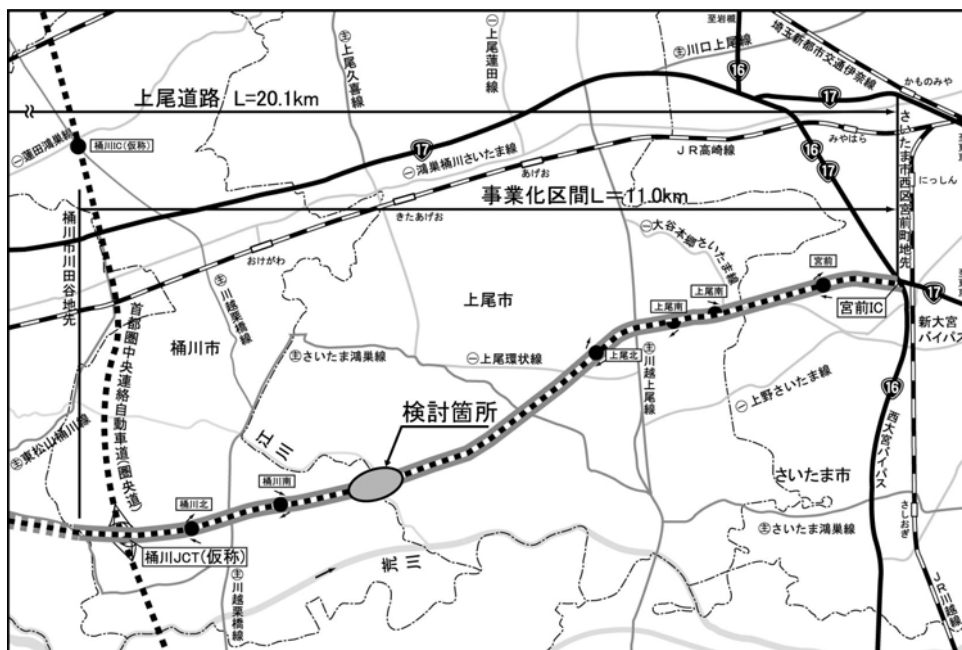 至岩槻
埼玉新都市交通伊奈線
㊤川口上尾線
㊀上尾蓮田線
㊤上尾久喜線
16
かものみや
上尾道路 L=20.1km
17
みやはら
さいたま市西区宮前町地先
㊀蓮田鴻巣線
桶川IC(仮称)
17
㊀鴻巣桶川さいたま線
JR高崎線
16
17
にっしん
あげお
事業化区間L=11.0km
きたあげお
おけがわ
桶川市川田谷地先
㊀大谷本郷さいたま線
宮前
㊤川越栗橋線
上尾市
上尾南
上尾南
宮前IC
17
新大宮
バイパス
首都圏中央連絡自動車道(圏央道)
桶川市
㊤さいたま鴻巣線
㊀上尾環状線
上尾北
㊤川越上尾線
㊀上野さいたま線
16
西大宮バイパス
検討箇所
江川
㊤東松山桶川線
さいたま市
桶川北
桶川南
さしおぎ
㊤さいたま鴻巣線
桶川JCT(仮称)
㊤川越栗橋線
荒川
JR川越線